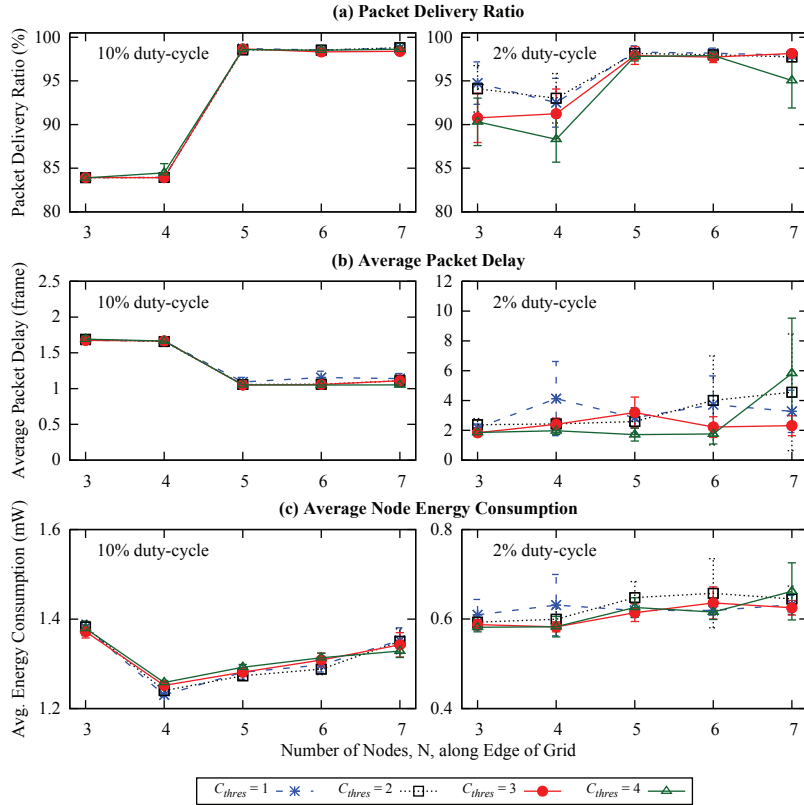 (a) Packet Delivery Ratio
Packet Delivery Ratio (%)
100
95
90
85
80
10% duty-cycle
3 4 5 6 7
100
95
90
85
80
2% duty-cycle
3 4 5 6 7
(b) Average Packet Delay
Average Packet Delay (frame)
2.5
2
1.5
1
0.5
0
10% duty-cycle
3 4 5 6 7
12
10
8
6
4
2
0
2% duty-cycle
3 4 5 6 7
(c) Average Node Energy Consumption
Avg. Energy Consumption (mW)
1.6
1.4
1.2
10% duty-cycle
3 4 5 6 7
0.8
0.6
0.4
2% duty-cycle
3 4 5 6 7
Number of Nodes, N, along Edge of Grid
C_thres = 1 C_thres = 2 C_thres = 3 C_thres = 4